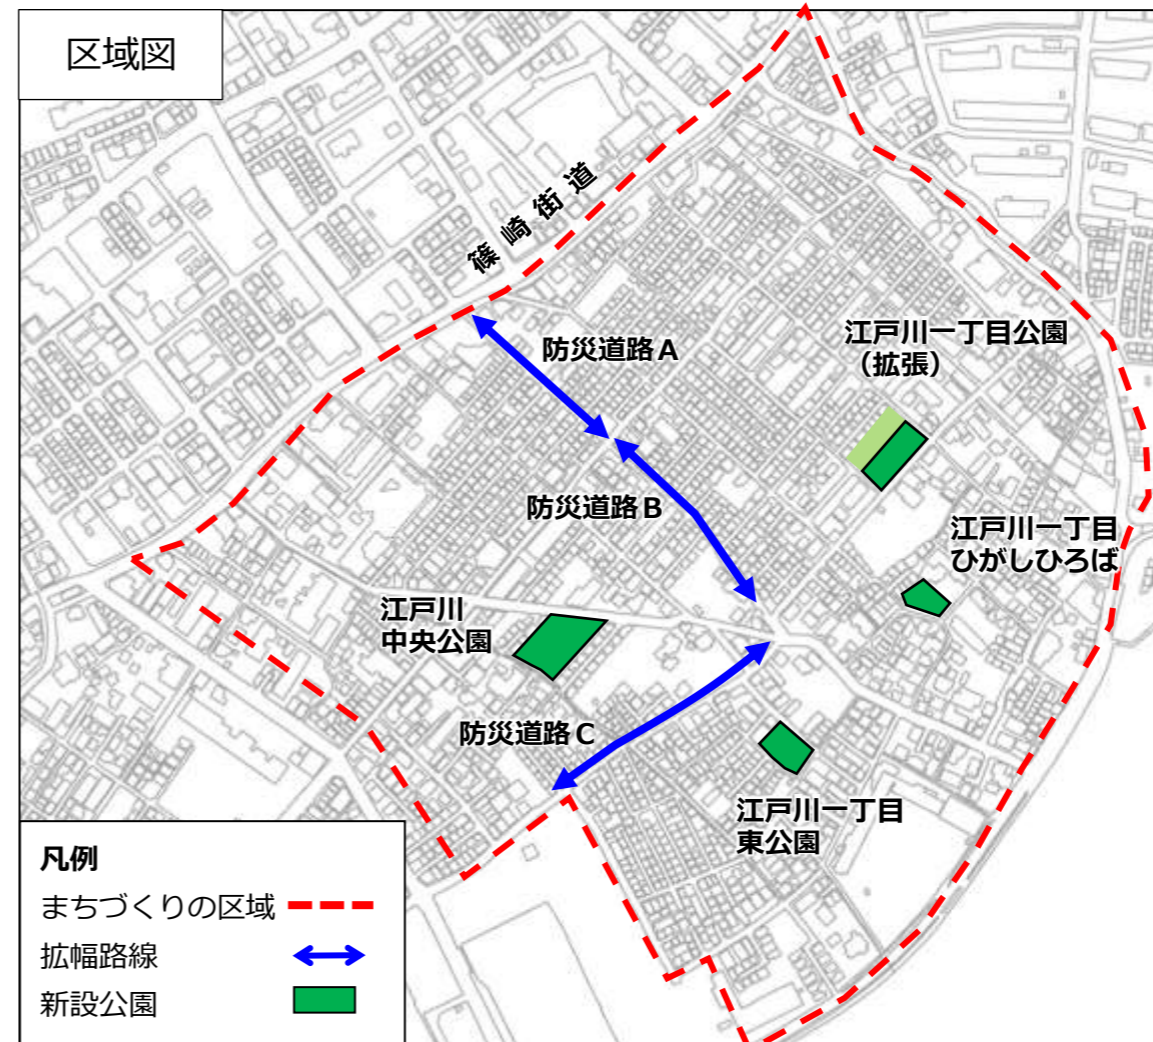 区域図
篠崎街道
防災道路A
江戸川一丁目公園
（拡張）
防災道路B
江戸川一丁目
ひがしひろば
江戸川
中央公園
防災道路C
江戸川一丁目
東公園
凡例
まちづくりの区域
拡幅路線
新設公園